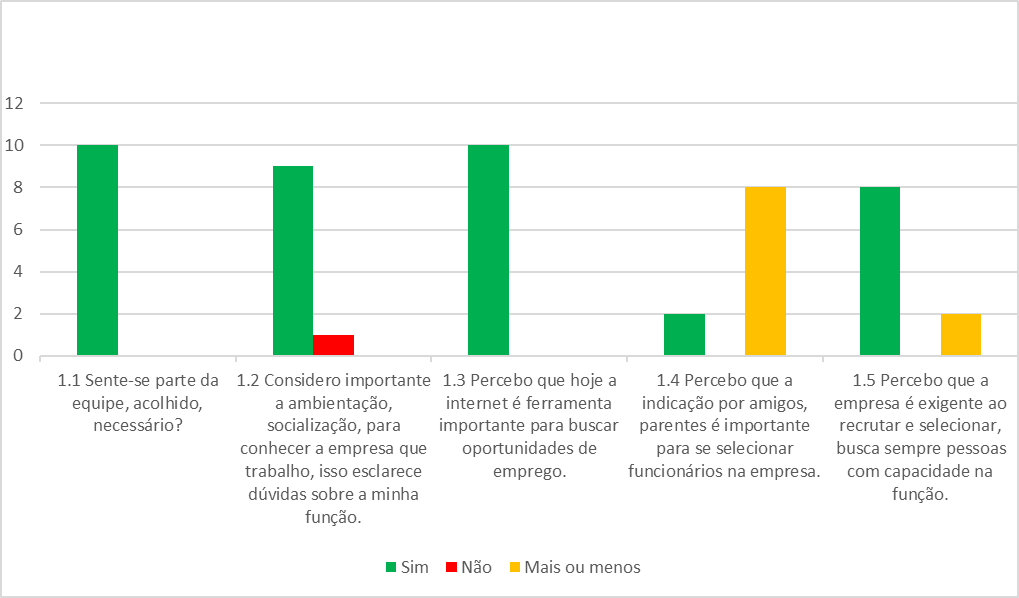 12
10
8
6
4
2
0
1.1 Sente-se parte da
equipe, acolhido,
necessário?
1.2 Considero importante
a ambientação,
socialização, para
conhecer a empresa que
trabalho, isso esclarece
dúvidas sobre a minha
função.
1.3 Percebo que hoje a
internet é ferramenta
importante para buscar
oportunidades de
emprego.
1.4 Percebo que a
indicação por amigos,
parentes é importante
para se selecionar
funcionários na empresa.
1.5 Percebo que a
empresa é exigente ao
recrutar e selecionar,
busca sempre pessoas
com capacidade na
função.
Sim Não Mais ou menos